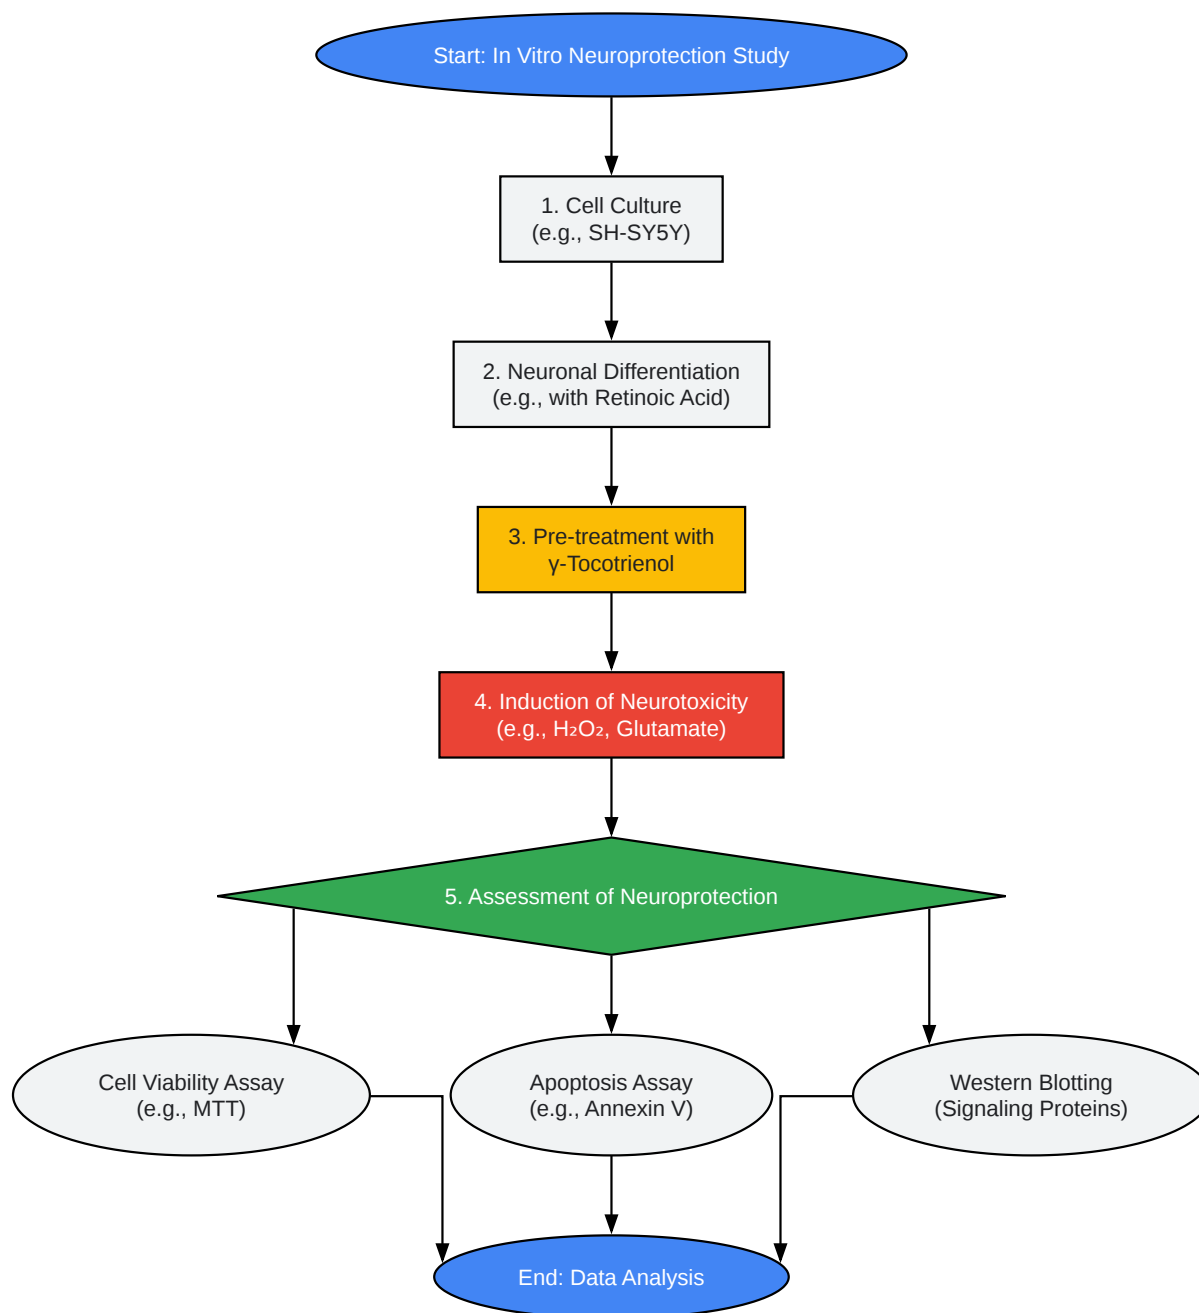 Start: In Vitro Neuroprotection Study
1. Cell Culture
(e.g., SH-SY5Y)
2. Neuronal Differentiation
(e.g., with Retinoic Acid)
3. Pre-treatment with
γ-Tocotrienol
4. Induction of Neurotoxicity
(e.g., H₂O₂, Glutamate)
5. Assessment of Neuroprotection
Cell Viability Assay
(e.g., MTT)
Apoptosis Assay
(e.g., Annexin V)
Western Blotting
(Signaling Proteins)
End: Data Analysis